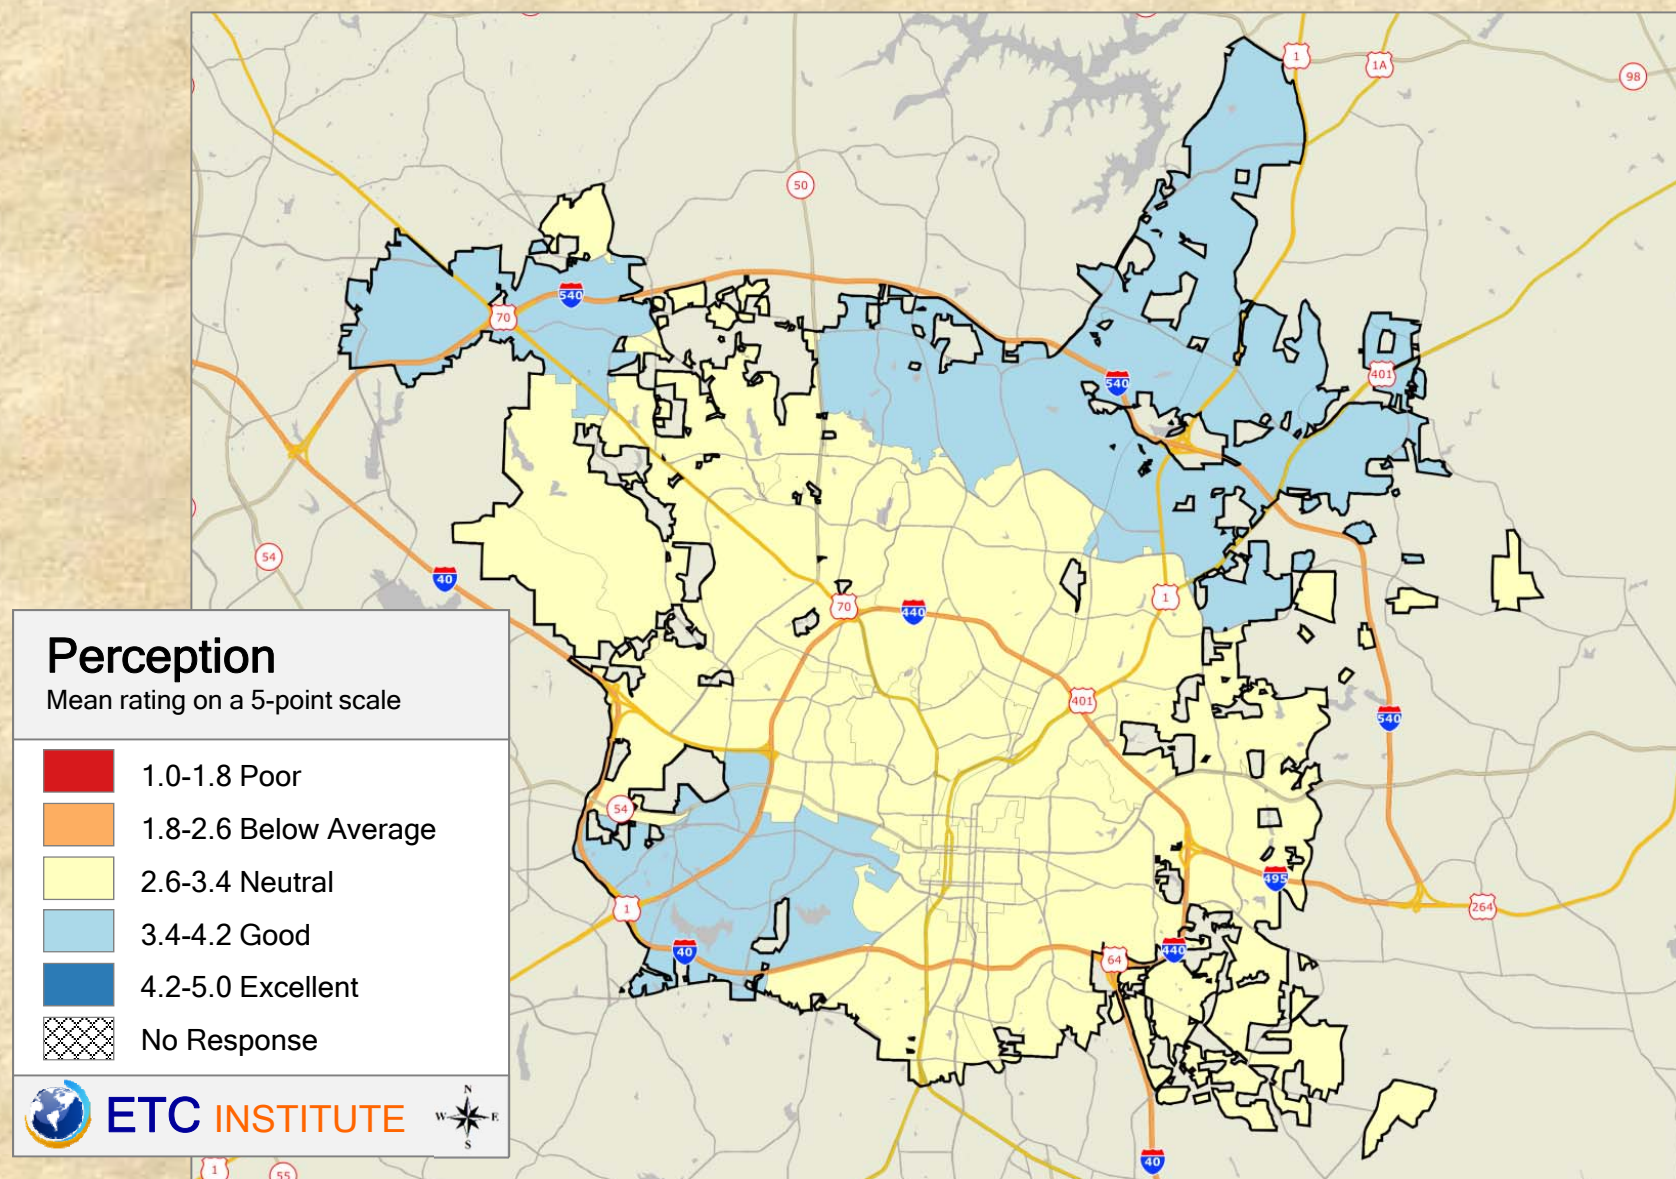 1
1A
98
50
540
70
540
401
54
40
70
440
1
401
540
54
495
264
1
40
440
64
40
1
55
Perception
Mean rating on a 5-point scale
1.0-1.8 Poor
1.8-2.6 Below Average
2.6-3.4 Neutral
3.4-4.2 Good
4.2-5.0 Excellent
No Response
ETC INSTITUTE
N
W E
S